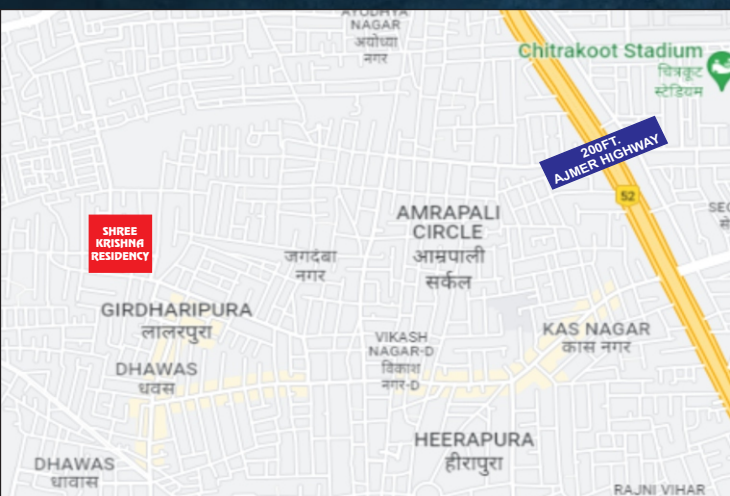 AYODHYA
NAGAR
अयोध्या
नगर
Chitrakoot Stadium
चित्रकूट
स्टेडियम
200FT.
AJMER HIGHWAY
52
SHREE
KRISHNA
RESIDENCY
AMRAPALI
CIRCLE
आम्रपाली
सर्कल
जगदंबा
नगर
GIRDHARIPURA
लालरपुरा
VIKASH
NAGAR-D
विकाश
नगर-D
KAS NAGAR
कास नगर
DHAWAS
धवस
HEERAPURA
हीरापुरा
DHAWAS
धावास
RAJNI VIHAR